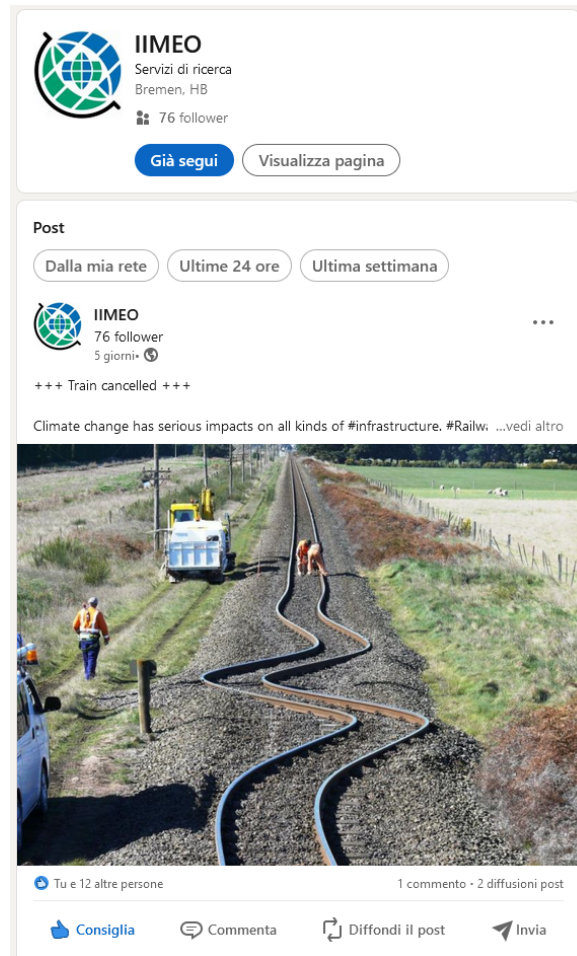 IIMEO
Servizi di ricerca
Bremen, HB
76 follower
Già segui
Visualizza pagina
Post
Dalla mia rete
Ultime 24 ore
Ultima settimana
IIMEO
76 follower
5 giorni•
+++ Train cancelled +++
Climate change has serious impacts on all kinds of #infrastructure. #Railw ...vedi altro
Tu e 12 altre persone
1 commento • 2 diffusioni post
Consiglia
Commenta
Diffondi il post
Invia